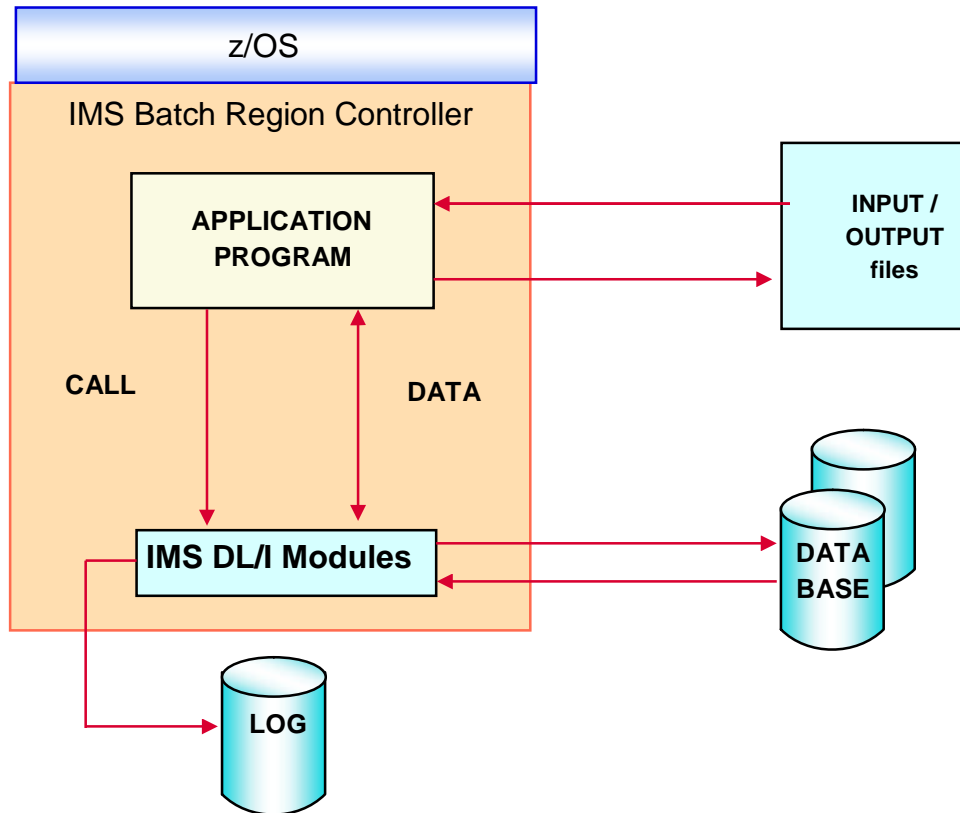 z/OS
IMS Batch Region Controller
APPLICATION
PROGRAM
INPUT /
OUTPUT
files
CALL
DATA
IMS DL/I Modules
DATA
BASE
LOG